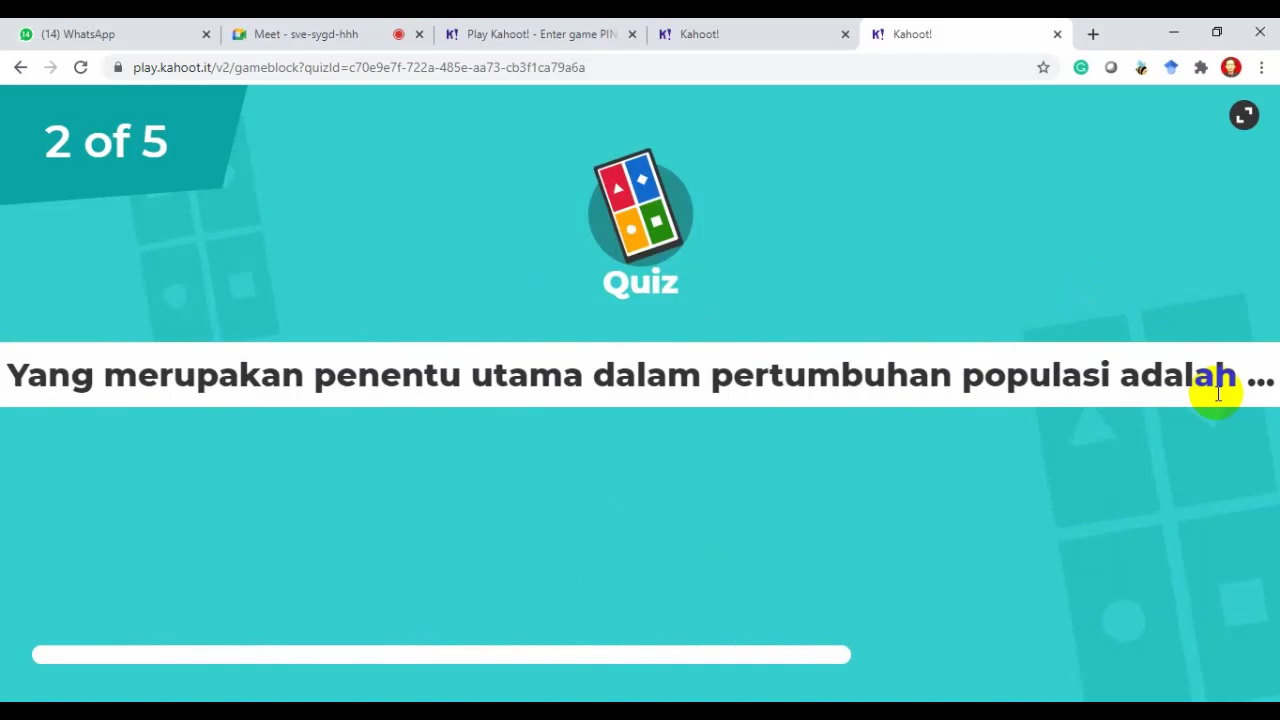 (14) WhatsApp
Meet - sve-sygd-hhh
Play Kahoot! - Enter game PIN
Kahoot!
Kahoot!
play.kahoot.it/v2/gameblock?quizId=c70e9e7f-722a-485e-aa73-cb3f1ca79a6a
2 of 5
Quiz
Yang merupakan penentu utama dalam pertumbuhan populasi adalah ...